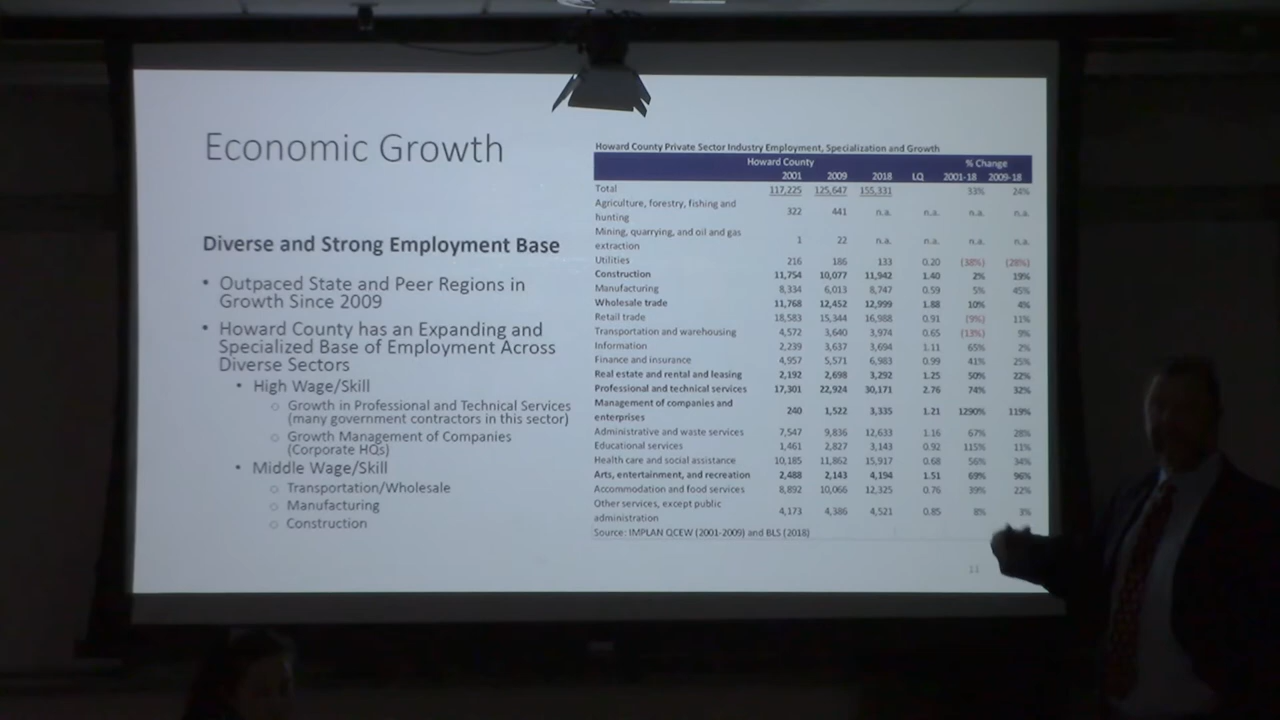 Economic Growth
Diverse and Strong Employment Base
• Outpaced State and Peer Regions in
Growth Since 2009
• Howard County has an Expanding and
Specialized Base of Employment Across
Diverse Sectors
• High Wage/Skill
○ Growth in Professional and Technical Services
(many government contractors in this sector)
○ Growth Management of Companies
(Corporate HQs)
• Middle Wage/Skill
○ Transportation/Wholesale
○ Manufacturing
○ Construction
Howard County Private Sector Industry Employment, Specialization and Growth
Howard County % Change
2001 2009 2018 LQ 2001-18 2009-18
Total 117,225 125,647 155,331 33% 24%
Agriculture, forestry, fishing and
hunting 322 441 n.a. n.a. n.a. n.a.
Mining, quarrying, and oil and gas
extraction 1 22 n.a. n.a. n.a. n.a.
Utilities 216 186 133 0.20 (38%) (28%)
Construction 11,754 10,077 11,942 1.40 2% 19%
Manufacturing 8,334 6,013 8,747 0.59 5% 45%
Wholesale trade 11,768 12,452 12,999 1.88 10% 4%
Retail trade 18,583 15,344 16,988 0.91 (9%) 11%
Transportation and warehousing 4,572 3,640 3,974 0.65 (13%) 9%
Information 2,239 3,637 3,694 1.11 65% 2%
Finance and insurance 4,957 5,571 6,983 0.99 41% 25%
Real estate and rental and leasing 2,192 2,698 3,292 1.25 50% 22%
Professional and technical services 17,301 22,924 30,171 2.76 74% 32%
Management of companies and
enterprises 240 1,522 3,335 1.21 1290% 119%
Administrative and waste services 7,547 9,836 12,633 1.16 67% 28%
Educational services 1,461 2,827 3,143 0.92 115% 11%
Health care and social assistance 10,185 11,862 15,917 0.68 56% 34%
Arts, entertainment, and recreation 2,488 2,143 4,194 1.51 69% 96%
Accommodation and food services 8,892 10,066 12,325 0.76 39% 22%
Other services, except public
administration 4,173 4,386 4,521 0.85 8% 3%
Source: IMPLAN QCEW (2001-2009) and BLS (2018)
11